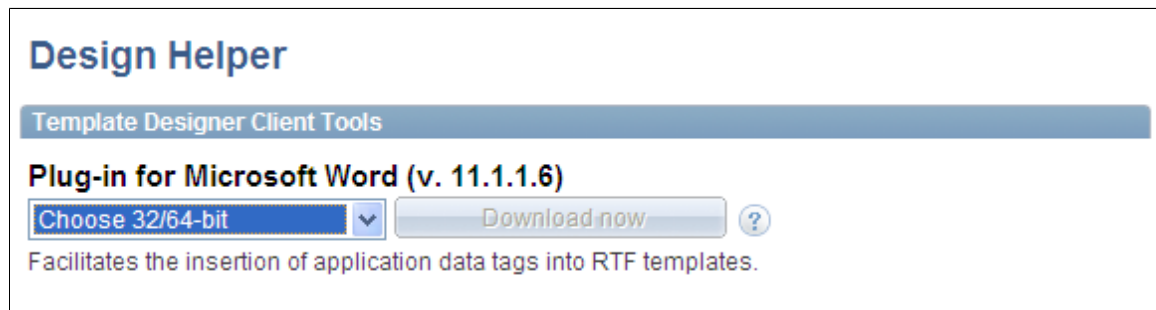 Design Helper
Template Designer Client Tools
Plug-in for Microsoft Word (v. 11.1.1.6)
Choose 32/64-bit Download now ?
Facilitates the insertion of application data tags into RTF templates.